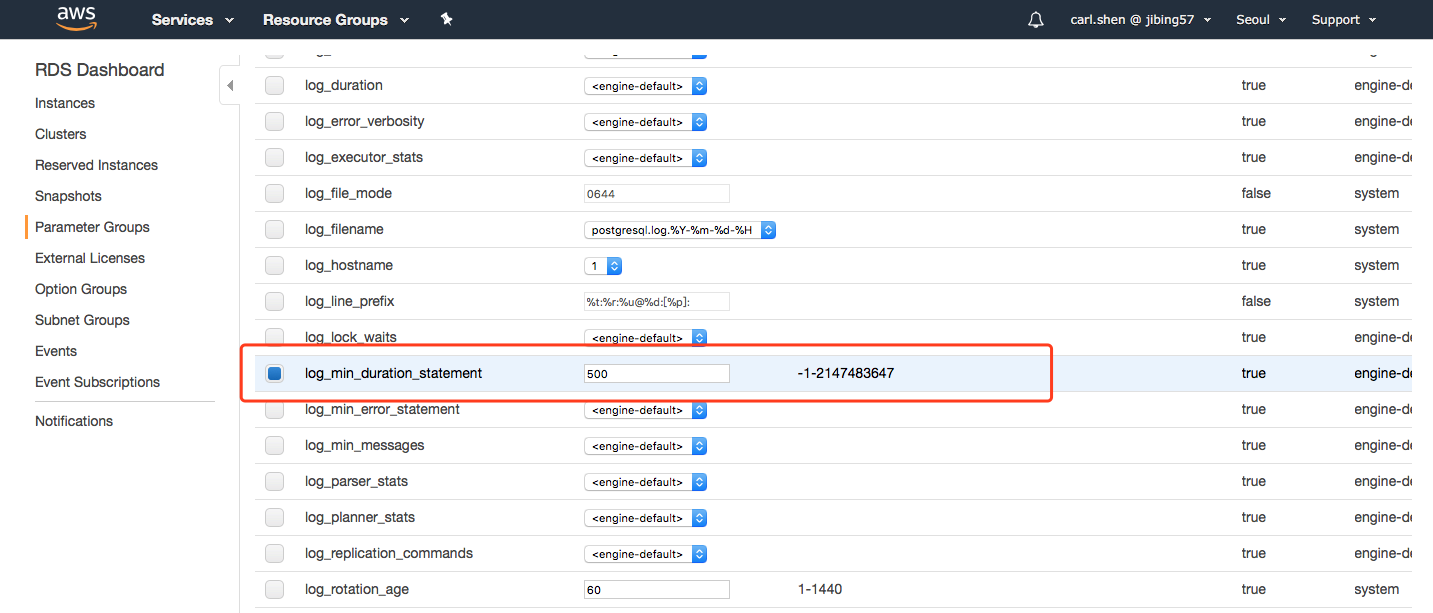 aws Services Resource Groups carl.shen @ jibing57 Seoul Support
RDS Dashboard
Instances
Clusters
Reserved Instances
Snapshots
Parameter Groups
External Licenses
Option Groups
Subnet Groups
Events
Event Subscriptions
Notifications
log_duration <engine-default> true engine-de
log_error_verbosity <engine-default> true engine-de
log_executor_stats <engine-default> true engine-de
log_file_mode 0644 false system
log_filename postgresql.log.%Y-%m-%d-%H true system
log_hostname 1 true system
log_line_prefix %t:%r:%u@%d:[%p]: false system
log_lock_waits <engine-default> true engine-de
log_min_duration_statement 500 -1-2147483647 true engine-de
log_min_error_statement <engine-default> true engine-de
log_min_messages <engine-default> true engine-de
log_parser_stats <engine-default> true engine-de
log_planner_stats <engine-default> true engine-de
log_replication_commands <engine-default> true engine-de
log_rotation_age 60 1-1440 true system